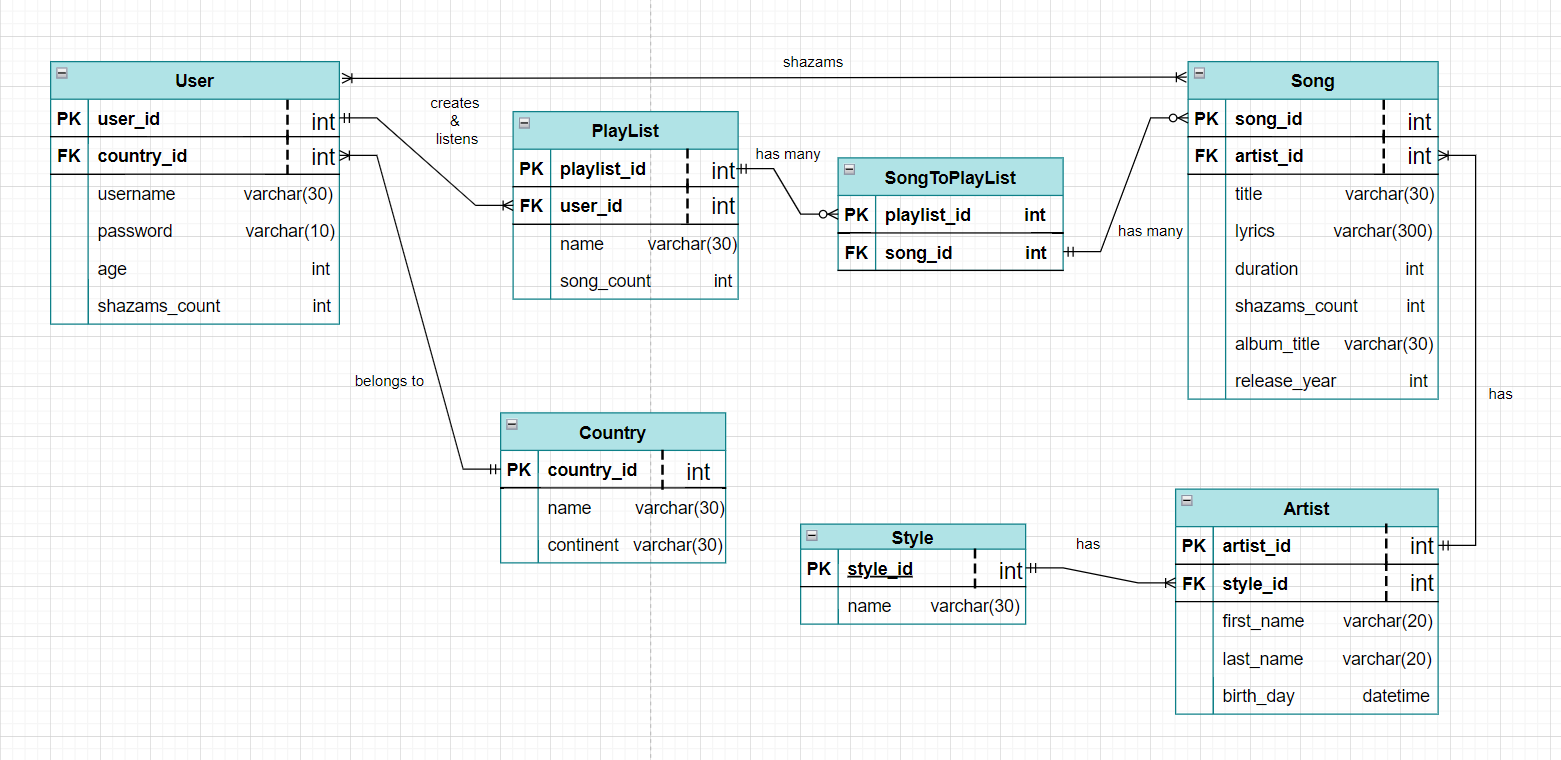 shazams
User
PK user_id int
FK country_id int
username varchar(30)
password varchar(10)
age int
shazams_count int
creates
&
listens
PlayList
PK playlist_id int
FK user_id int
name varchar(30)
song_count int
has many
SongToPlayList
PK playlist_id int
FK song_id int
has many
Song
PK song_id int
FK artist_id int
title varchar(30)
lyrics varchar(300)
duration int
shazams_count int
album_title varchar(30)
release_year int
belongs to
has
Country
PK country_id int
name varchar(30)
continent varchar(30)
Style
PK style_id int
name varchar(30)
has
Artist
PK artist_id int
FK style_id int
first_name varchar(20)
last_name varchar(20)
birth_day datetime